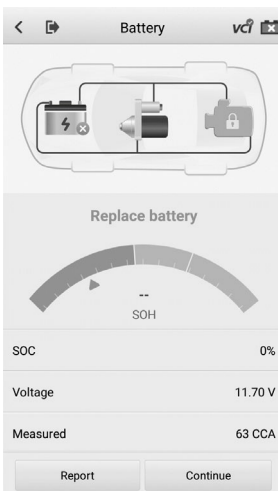 Battery
vci
Replace battery
--
SOH
SOC 0%
Voltage 11.70 V
Measured 63 CCA
Report Continue